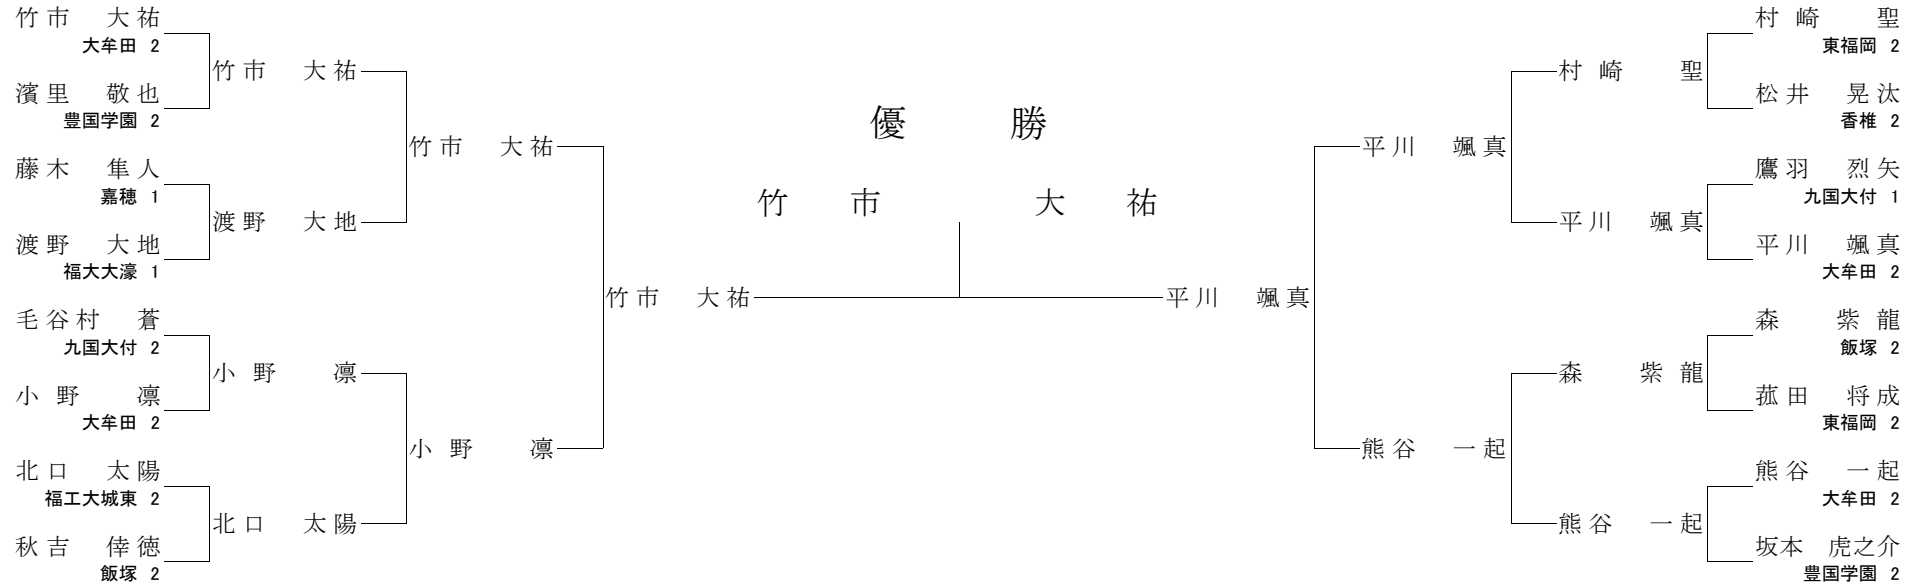 竹市 大祐
大牟田 2
濱里 敬也
豊国学園 2
藤木 隼人
嘉穂 1
渡野 大地
福大大濠 1
毛谷村 蒼
九国大付 2
小野 凛
大牟田 2
北口 太陽
福工大城東 2
秋吉 倖徳
飯塚 2
竹市 大祐
渡野 大地
小野 凛
北口 太陽
竹市 大祐
小野 凛
竹市 大祐
優勝
竹市 大祐
平川 颯真
平川 颯真
熊谷 一起
村崎 聖
平川 颯真
森 紫龍
熊谷 一起
村崎 聖
東福岡 2
松井 晃汰
香椎 2
鷹羽 烈矢
九国大付 1
平川 颯真
大牟田 2
森 紫龍
飯塚 2
菰田 将成
東福岡 2
熊谷 一起
大牟田 2
坂本 虎之介
豊国学園 2